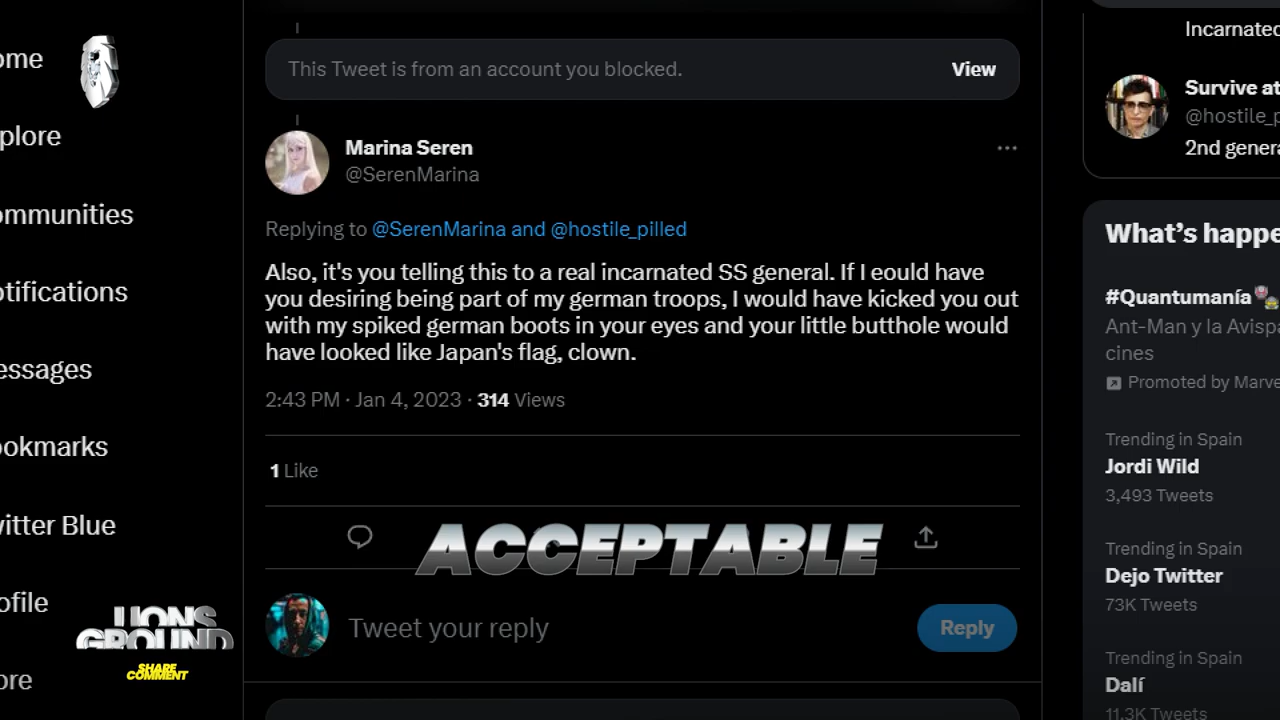 ome
plore
ommunities
otifications
essages
ookmarks
witter Blue
ofile
ore
LIONS
GROUND
SHARE
COMMENT
This Tweet is from an account you blocked.
View
Marina Seren
@SerenMarina
Replying to @SerenMarina and @hostile_pilled
Also, it's you telling this to a real incarnated SS general. If I eould have
you desiring being part of my german troops, I would have kicked you out
with my spiked german boots in your eyes and your little butthole would
have looked like Japan's flag, clown.
2:43 PM · Jan 4, 2023 · 314 Views
1 Like
ACCEPTABLE
Tweet your reply
Reply
Incarnated
Survive at
@hostile_p
2nd genera
What's happe
#Quantumanía
Ant-Man y la Avispa
cines
Promoted by Marve
Trending in Spain
Jordi Wild
3,493 Tweets
Trending in Spain
Dejo Twitter
73K Tweets
Trending in Spain
Dalí
11.3K Tweets